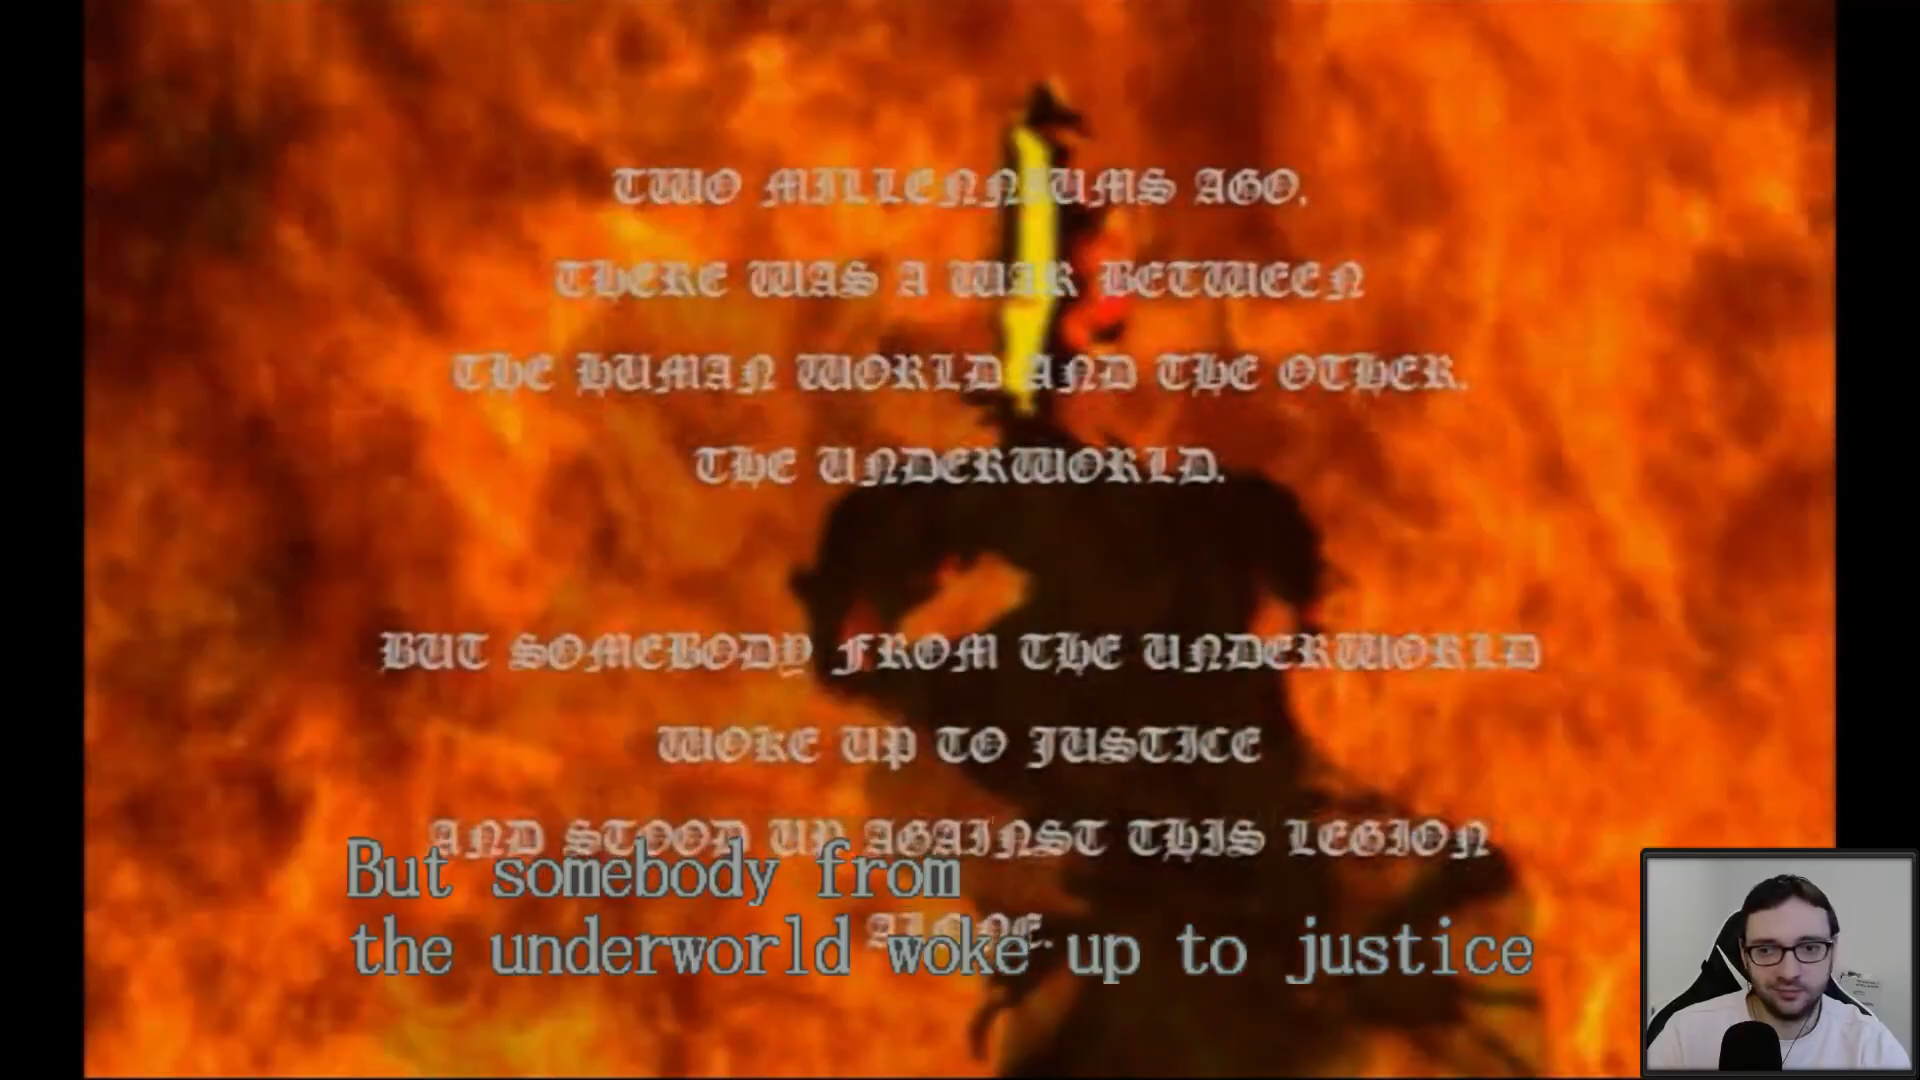 TWO MILLENNIUMS AGO,
THERE WAS A WAR BETWEEN
THE HUMAN WORLD AND THE OTHER.
THE UNDERWORLD.
BUT SOMEBODY FROM THE UNDERWORLD
WOKE UP TO JUSTICE
AND STOOD UP AGAINST THIS LEGION
ALONE.
But somebody from
the underworld woke up to justice